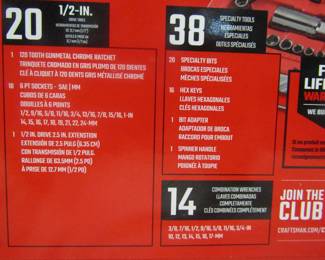 20
1/2-IN.
DRIVE TOOLS
HERRAMIENTAS DE TRANSMISIÓN
1 120 TOOTH GUNMETAL CHROME RATCHET
TRINQUETE CROMADO EN GRIS PLOMO DE 120 DIENTES
CLÉ À CLIQUET À 120 DENTS GRIS MÉTALLISÉ CHROMÉ
18 6 PT SOCKETS - SAE | MM
CUBOS DE 6 CARAS
DOUILLES À 6 POINTS
1/2, 9/16, 5/8, 11/16, 3/4, 13/16, 7/8, 15/16, 1-IN
14, 15, 16, 17, 18, 19, 21, 22, 24-MM
1 1/2 IN. DRIVE 2.5 IN. EXTENSTION
EXTENSIÓN DE 2.5 PULG (6.35 CM)
CON TRANSMISIÓN DE 1/2 PULG.
RALLONGE DE 63.5MM (2.5 PO)
À PRISE DE 12.7 MM (1/2 PO)
38
SPECIALTY TOOLS
HERRAMIENTAS
ESPECIALES
OUTILS SPÉCIALISÉS
20 SPECIALTY BITS
BROCAS ESPECIALES
MÈCHES SPÉCIALISÉES
16 HEX KEYS
LLAVES HEXAGONALES
CLÉS HEXAGONALES
1 BIT ADAPTER
ADAPTADOR DE BROCA
RACCORD POUR EMBOUT
1 SPINNER HANDLE
MANGO ROTATORIO
POIGNÉE À TOUPIE
14
COMBINATION WRENCHES
LLAVES COMBINADAS
COMPLETAMENTE
CLÉS COMBINÉES COMPLÈTEMENT
3/8, 7/16, 1/2, 9/16, 5/8, 11/16, 3/4-IN
10, 12, 13, 14, 15, 16, 17-MM
WE BU
JOIN THE
CLUB
CRAFTSMAN.COM/C